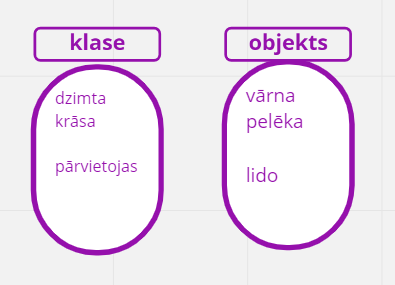 klase
dzimta
krāsa
pārvietojas
objekts
vārna
pelēka
lido